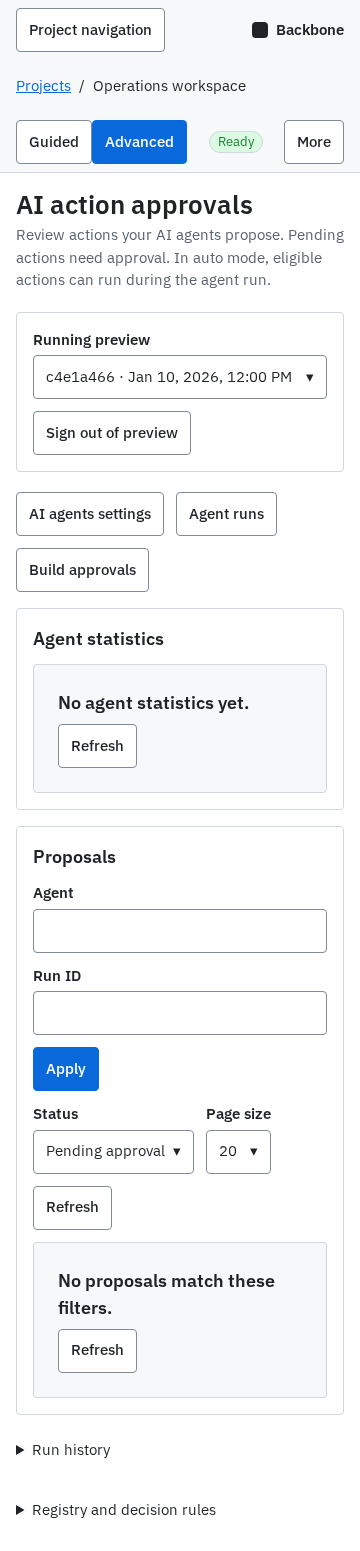 Project navigation
Backbone
Projects / Operations workspace
Guided
Advanced
Ready
More
AI action approvals
Review actions your AI agents propose. Pending
actions need approval. In auto mode, eligible
actions can run during the agent run.
Running preview
c4e1a466 · Jan 10, 2026, 12:00 PM
Sign out of preview
AI agents settings
Agent runs
Build approvals
Agent statistics
No agent statistics yet.
Refresh
Proposals
Agent
Run ID
Apply
Status
Page size
Pending approval
20
Refresh
No proposals match these
filters.
Refresh
Run history
Registry and decision rules